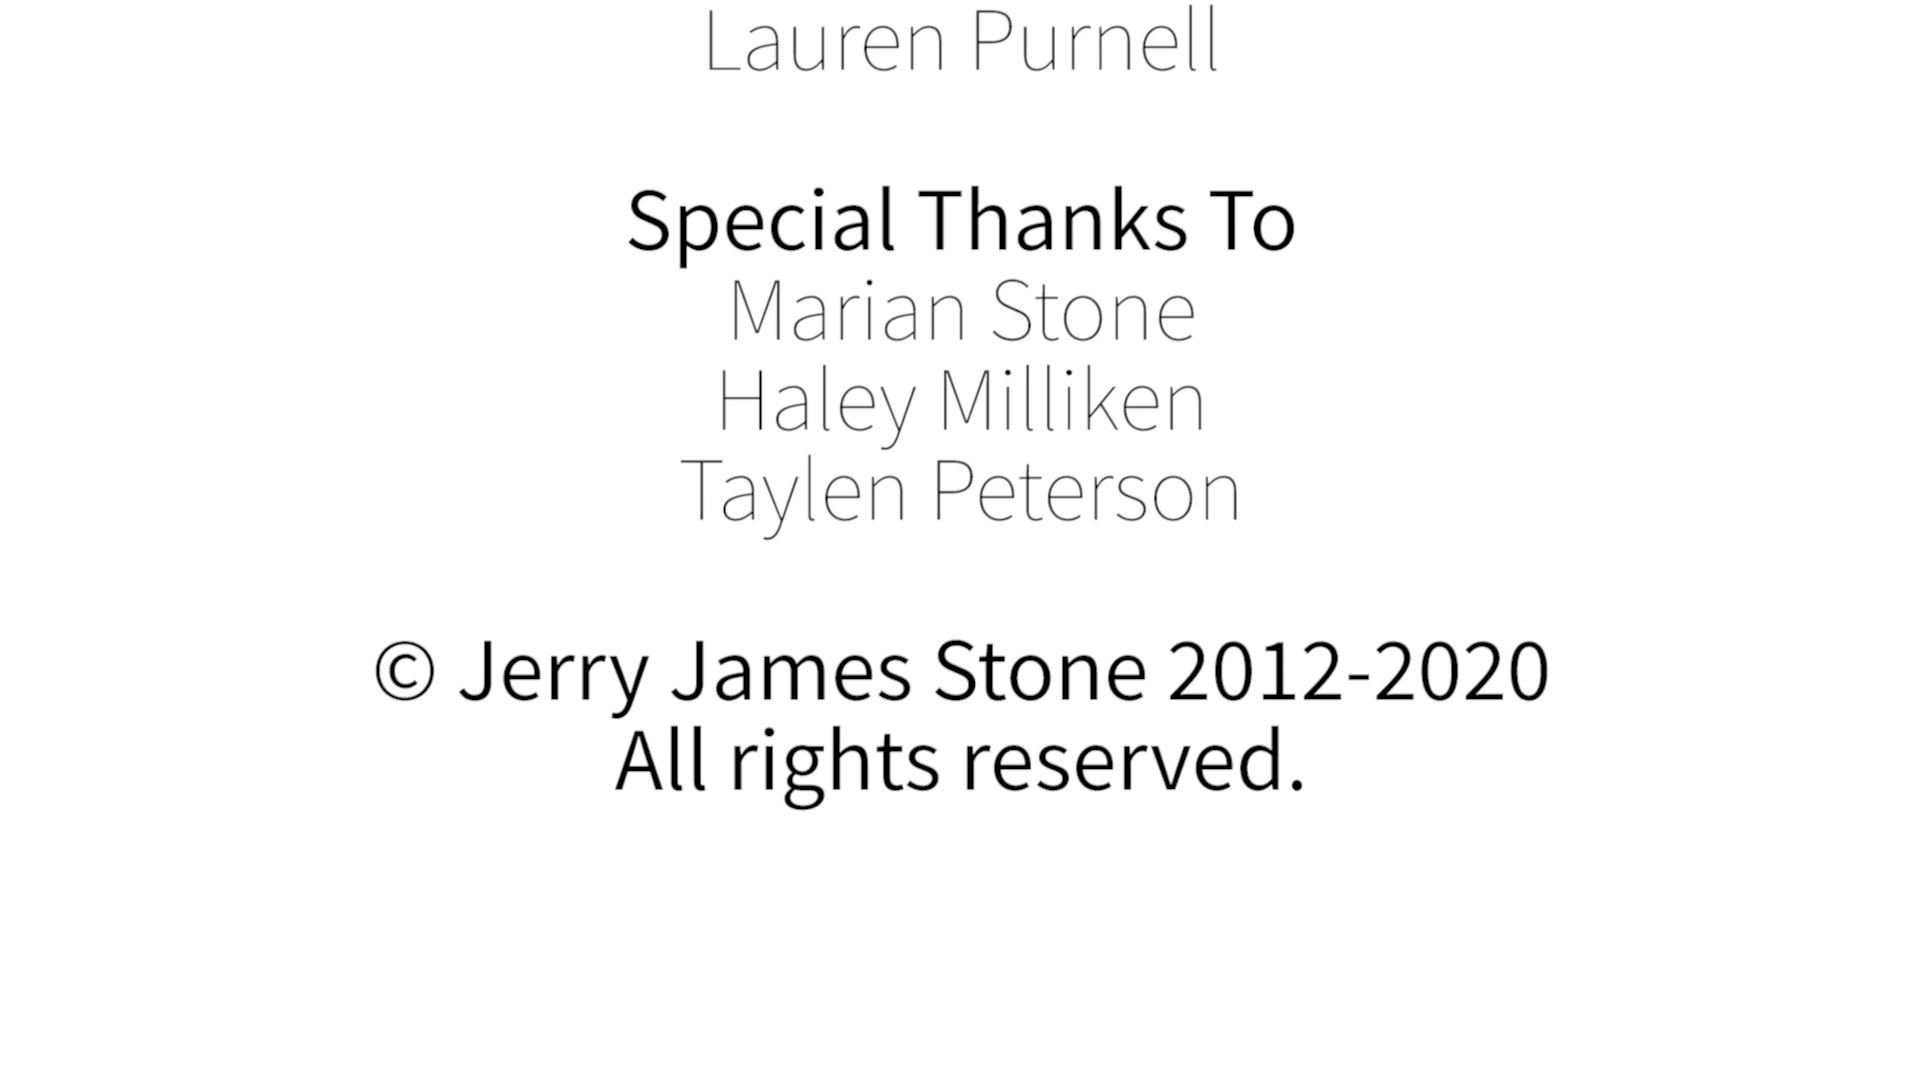 Lauren Purnell
Special Thanks To
Marian Stone
Haley Milliken
Taylen Peterson
© Jerry James Stone 2012-2020
All rights reserved.